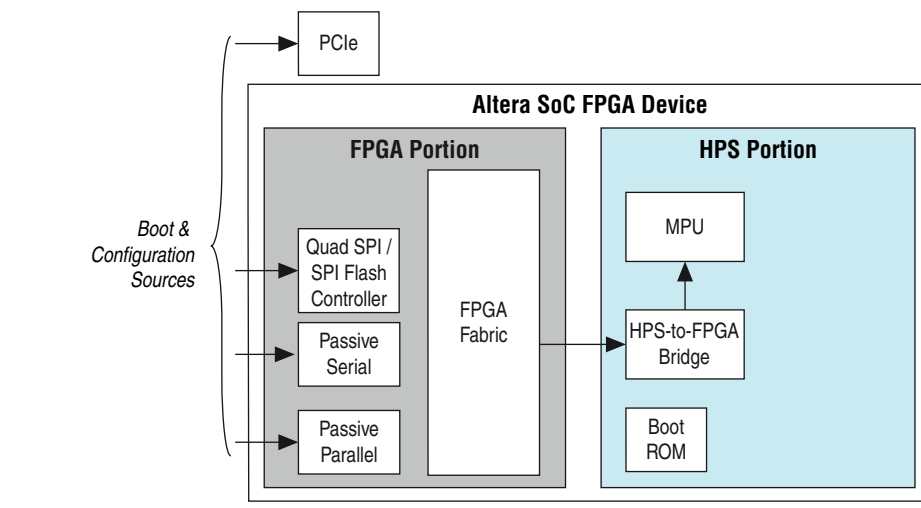 PCIe
Altera SoC FPGA Device
FPGA Portion
HPS Portion
Boot &
Configuration
Sources
Quad SPI /
SPI Flash
Controller
Passive
Serial
Passive
Parallel
FPGA
Fabric
MPU
HPS-to-FPGA
Bridge
Boot
ROM